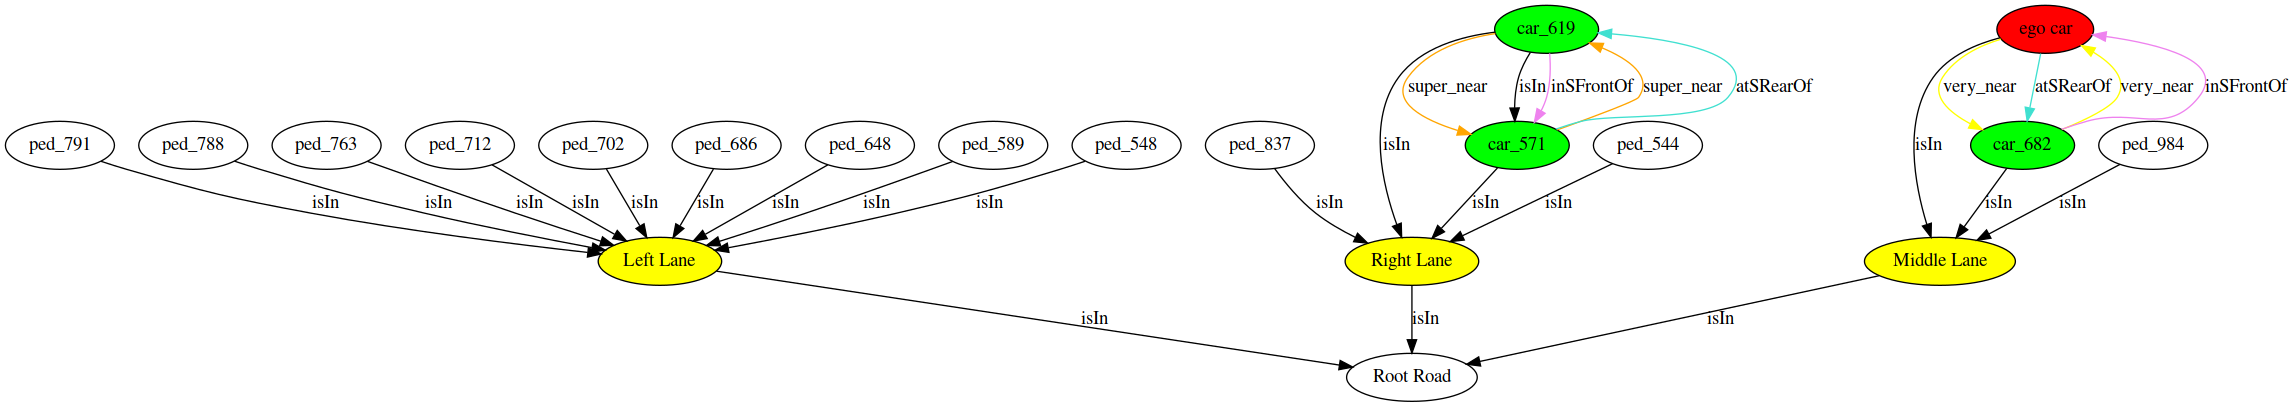 car_619
ego car
super_near
isIn
inSFrontOf
super_near
atSRearOf
very_near
atSRearOf
very_near
inSFrontOf
ped_791
ped_788
ped_763
ped_712
ped_702
ped_686
ped_648
ped_589
ped_548
ped_837
isIn
car_571
ped_544
isIn
car_682
ped_984
isIn
isIn
isIn
isIn
isIn
isIn
isIn
isIn
isIn
isIn
isIn
isIn
isIn
isIn
Left Lane
Right Lane
Middle Lane
isIn
isIn
isIn
Root Road